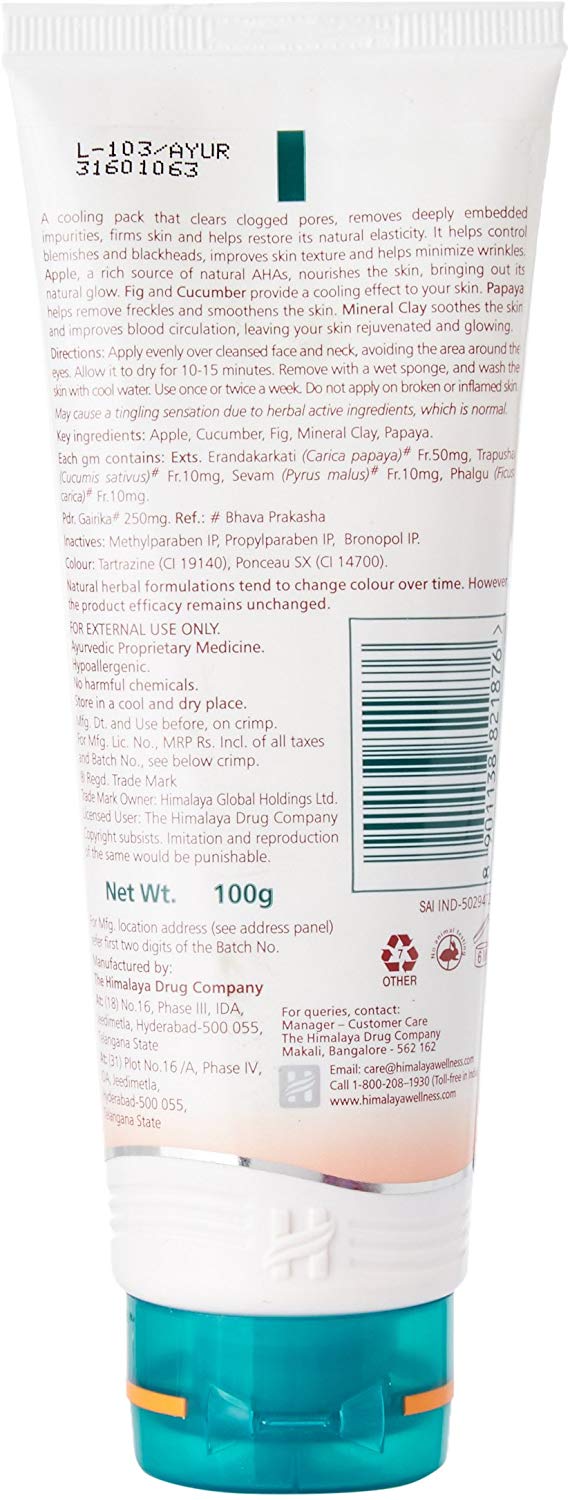 L-103/AYUR
31601063
A cooling pack that clears clogged pores, removes deeply embedded
impurities, firms skin and helps restore its natural elasticity. It helps control
blemishes and blackheads, improves skin texture and helps minimize wrinkles.
Apple, a rich source of natural AHAs, nourishes the skin, bringing out its
natural glow. Fig and Cucumber provide a cooling effect to your skin. Papaya
helps remove freckles and smoothens the skin. Mineral Clay soothes the skin
and improves blood circulation, leaving your skin rejuvenated and glowing.
Directions: Apply evenly over cleansed face and neck, avoiding the area around the
eyes. Allow it to dry for 10-15 minutes. Remove with a wet sponge, and wash the
skin with cool water. Use once or twice a week. Do not apply on broken or inflamed skin.
May cause a tingling sensation due to herbal active ingredients, which is normal.
Key ingredients: Apple, Cucumber, Fig, Mineral Clay, Papaya.
Each gm contains: Exts. Erandakarkati (Carica papaya)# Fr.50mg, Trapusha
(Cucumis sativus)# Fr.10mg, Sevam (Pyrus malus)# Fr.10mg, Phalgu (Ficus
carica)# Fr.10mg.
Pdr. Gairika# 250mg. Ref.: # Bhava Prakasha
Inactives: Methylparaben IP, Propylparaben IP, Bronopol IP.
Colour: Tartrazine (CI 19140), Ponceau SX (CI 14700).
Natural herbal formulations tend to change colour over time. However,
the product efficacy remains unchanged.
FOR EXTERNAL USE ONLY.
Ayurvedic Proprietary Medicine.
Hypoallergenic.
No harmful chemicals.
Store in a cool and dry place.
Mfg. Dt. and Use before, on crimp.
For Mfg. Lic. No., MRP Rs. Incl. of all taxes
and Batch No., see below crimp.
® Regd. Trade Mark
Trade Mark Owner: Himalaya Global Holdings Ltd.
Licensed User: The Himalaya Drug Company
Copyright subsists. Imitation and reproduction
of the same would be punishable.
8 901138 821876 >
SAI IND-50294
Net Wt. 100g
For Mfg. location address (see address panel)
refer first two digits of the Batch No.
Manufactured by:
The Himalaya Drug Company
At: (18) No.16, Phase III, IDA,
Jeedimetla, Hyderabad-500 055,
Telangana State
At: (31) Plot No.16 /A, Phase IV,
IDA, Jeedimetla,
Hyderabad-500 055,
Telangana State
7
OTHER
No animal testing
6
For queries, contact:
Manager – Customer Care
The Himalaya Drug Company
Makali, Bangalore - 562 162
Email: care@himalayawellness.com
Call 1-800-208-1930 (Toll-free in
www.himalayawellness.com